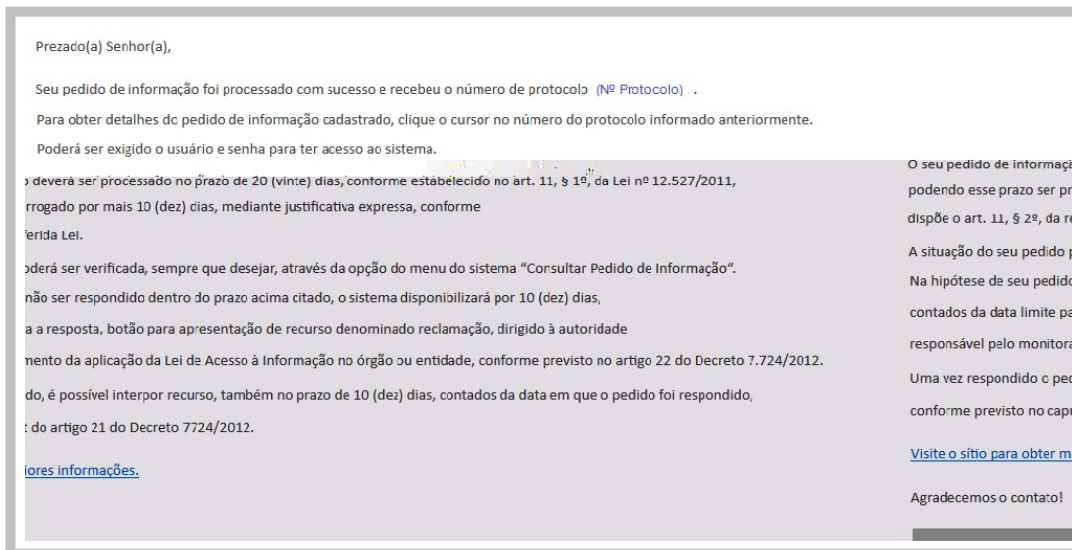 Prezado(a) Senhor(a),
Seu pedido de informação foi processado com sucesso e recebeu o número de protocolo (Nº Protocolo) .
Para obter detalhes do pedido de informação cadastrado, clique o cursor no número do protocolo informado anteriormente.
Poderá ser exigido o usuário e senha para ter acesso ao sistema.
o deverá ser processado no prazo de 20 (vinte) dias, conforme estabelecido no art. 11, § 1º, da Lei nº 12.527/2011,
rrogado por mais 10 (dez) dias, mediante justificativa expressa, conforme
ferida Lei.
oderá ser verificada, sempre que desejar, através da opção do menu do sistema “Consultar Pedido de Informação“.
não ser respondido dentro do prazo acima citado, o sistema disponibilizará por 10 (dez) dias,
a a resposta, botão para apresentação de recurso denominado reclamação, dirigido à autoridade
mento da aplicação da Lei de Acesso à Informação no órgão ou entidade, conforme previsto no artigo 22 do Decreto 7.724/2012.
do, é possível interpor recurso, também no prazo de 10 (dez) dias, contados da data em que o pedido foi respondido,
t do artigo 21 do Decreto 7724/2012.
iores informações.
O seu pedido de informaçã
podendo esse prazo ser pr
dispõe o art. 11, § 2º, da re
A situação do seu pedido p
Na hipótese de seu pedido
contados da data limite pa
responsável pelo monitora
Uma vez respondido o ped
conforme previsto no capu
Visite o sítio para obter ma
Agradecemos o contato!